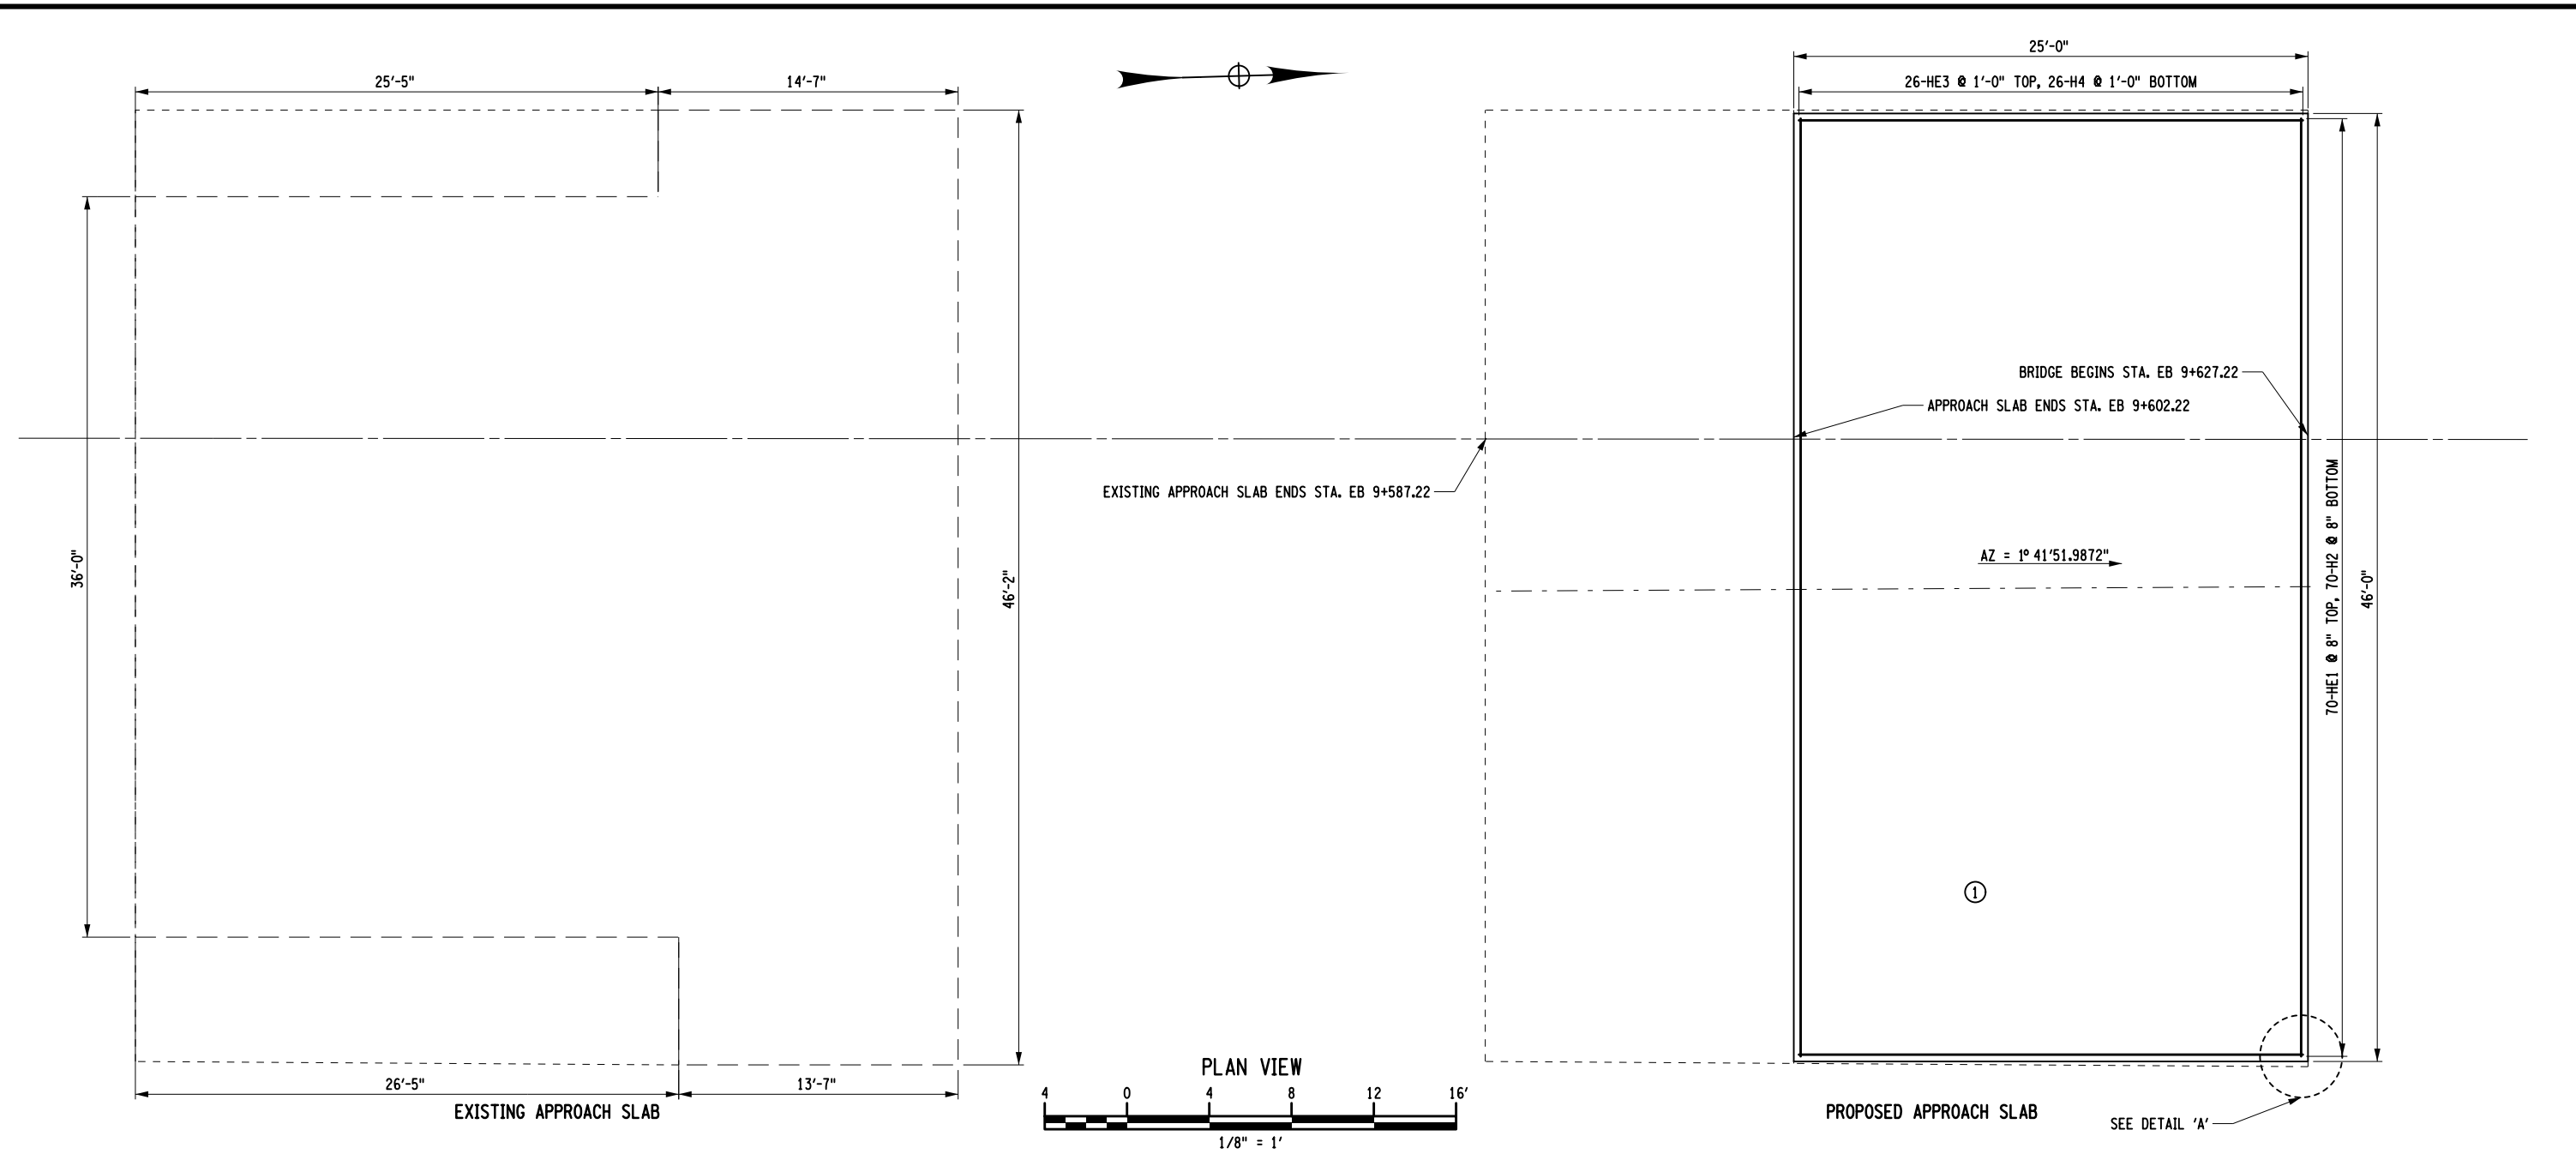 25'-5"
14'-7"
36'-0"
46'-2"
26'-5"
13'-7"
EXISTING APPROACH SLAB
EXISTING APPROACH SLAB ENDS STA. EB 9+587.22
PLAN VIEW
4 0 4 8 12 16'
1/8" = 1'
25'-0"
26-HE3 @ 1'-0" TOP, 26-H4 @ 1'-0" BOTTOM
BRIDGE BEGINS STA. EB 9+627.22
APPROACH SLAB ENDS STA. EB 9+602.22
AZ = 1° 41'51.9872"
70-HE1 @ 8" TOP, 70-H2 @ 8" BOTTOM
46'-0"
1
PROPOSED APPROACH SLAB
SEE DETAIL 'A'